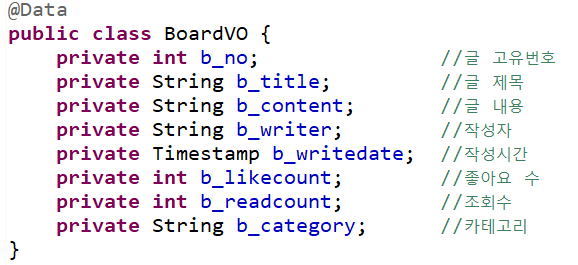 @Data
public class BoardVO {
    private int b_no;                //글 고유번호
    private String b_title;          //글 제목
    private String b_content;        //글 내용
    private String b_writer;         //작성자
    private Timestamp b_writedate;   //작성시간
    private int b_likecount;         //좋아요 수
    private int b_readcount;         //조회수
    private String b_category;       //카테고리
}